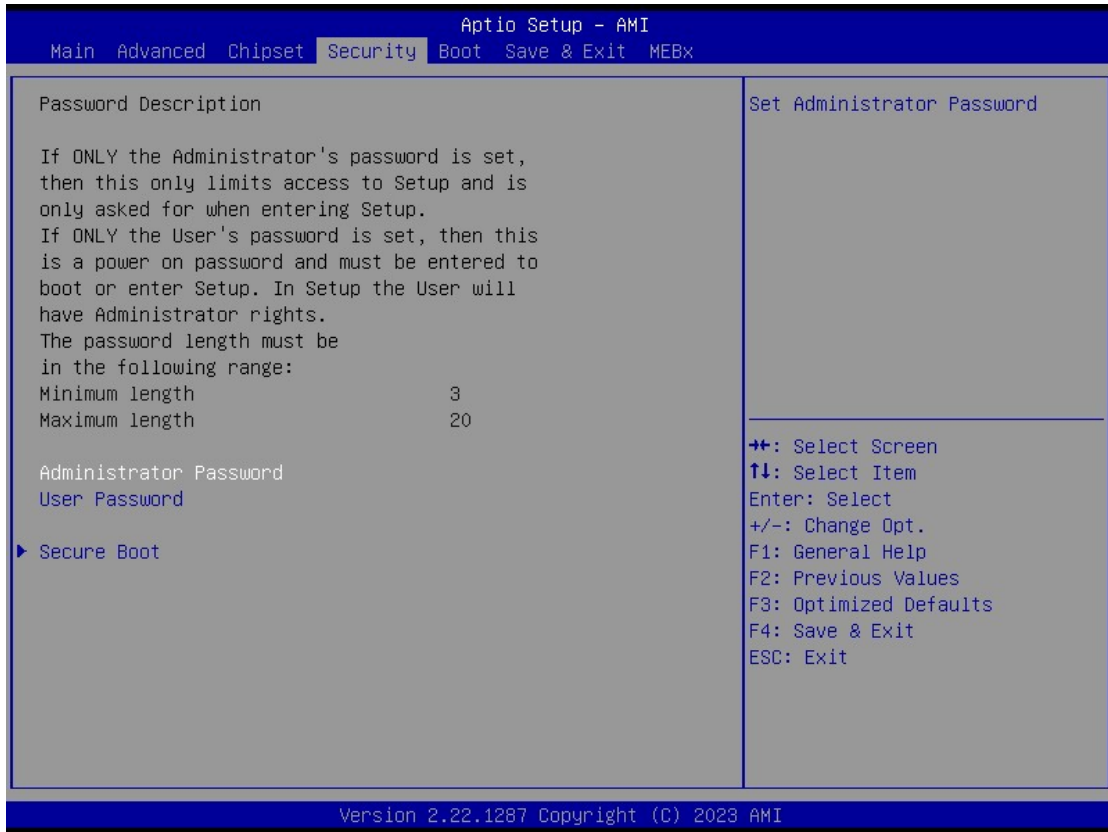 Aptio Setup – AMI
Main Advanced Chipset Security Boot Save & Exit MEBx
Password Description
If ONLY the Administrator's password is set,
then this only limits access to Setup and is
only asked for when entering Setup.
If ONLY the User's password is set, then this
is a power on password and must be entered to
boot or enter Setup. In Setup the User will
have Administrator rights.
The password length must be
in the following range:
Minimum length 3
Maximum length 20
Administrator Password
User Password
▶ Secure Boot
Set Administrator Password
→←: Select Screen
↑↓: Select Item
Enter: Select
+/-: Change Opt.
F1: General Help
F2: Previous Values
F3: Optimized Defaults
F4: Save & Exit
ESC: Exit
Version 2.22.1287 Copyright (C) 2023 AMI